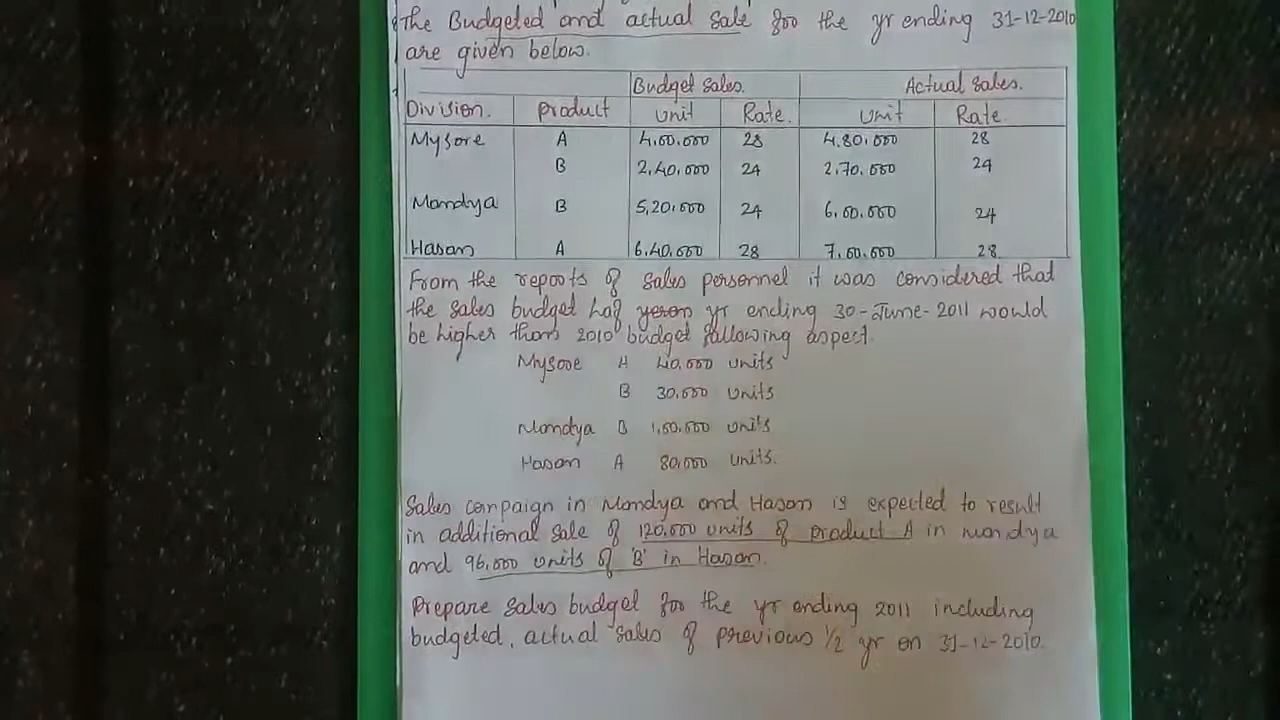 The Budgeted and actual sale for the yr ending 31-12-2010
are given below.
Budget Sales. Actual Sales.
Division. Product Unit Rate. Unit Rate.
Mysore A 4,00,000 28 4,80,000 28
B 2,40,000 24 2,70,000 24
Mandya B 5,20,000 24 6,00,000 24
Hasan A 6,40,000 28 7,00,000 28
From the reports of Sales personnel it was considered that
the sales budget half yr ending 30-June-2011 would
be higher than 2010 budget fallowing aspect.
Mysore A 40,000 units
B 30,000 units
Mandya B 1,00,000 units
Hasan A 80,000 units.
Sales campaign in Mandya and Hasan is expected to result
in additional sale of 120,000 units of product A in mandya
and 96,000 units of 'B' in Hasan.
Prepare Sales budget for the yr ending 2011 including
budgeted, actual sales of previous 1/2 yr on 31-12-2010.